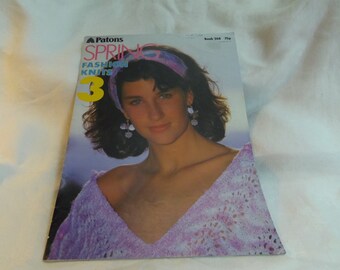 Patons
SPRING
FASHION
KNITS
3